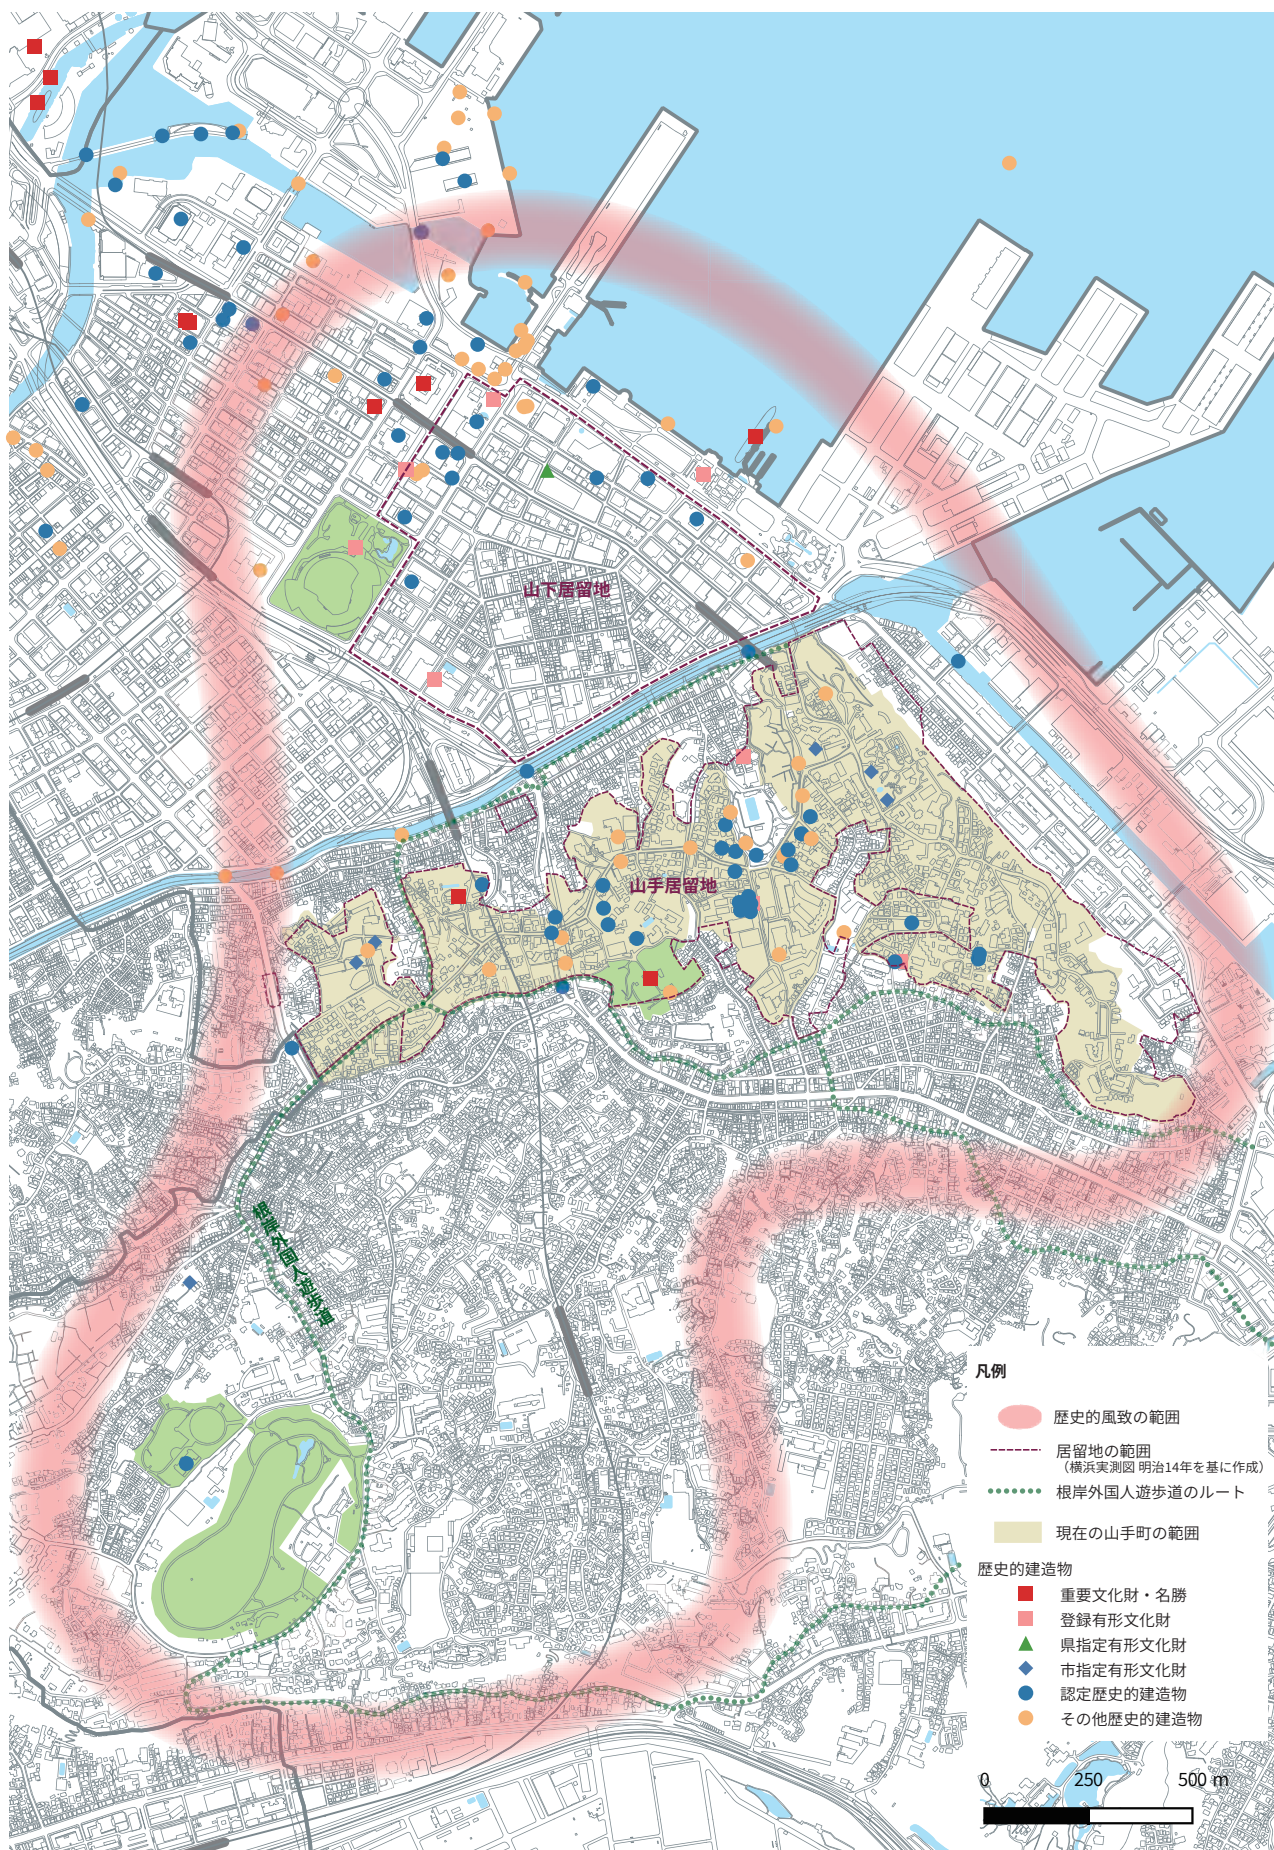 山下居留地
山手居留地
根岸外国人遊歩道
凡例
歴史的風致の範囲
居留地の範囲
（横浜実測図 明治14年を基に作成）
根岸外国人遊歩道のルート
現在の山手町の範囲
歴史的建造物
重要文化財・名勝
登録有形文化財
県指定有形文化財
市指定有形文化財
認定歴史的建造物
その他歴史的建造物
0 250 500 m